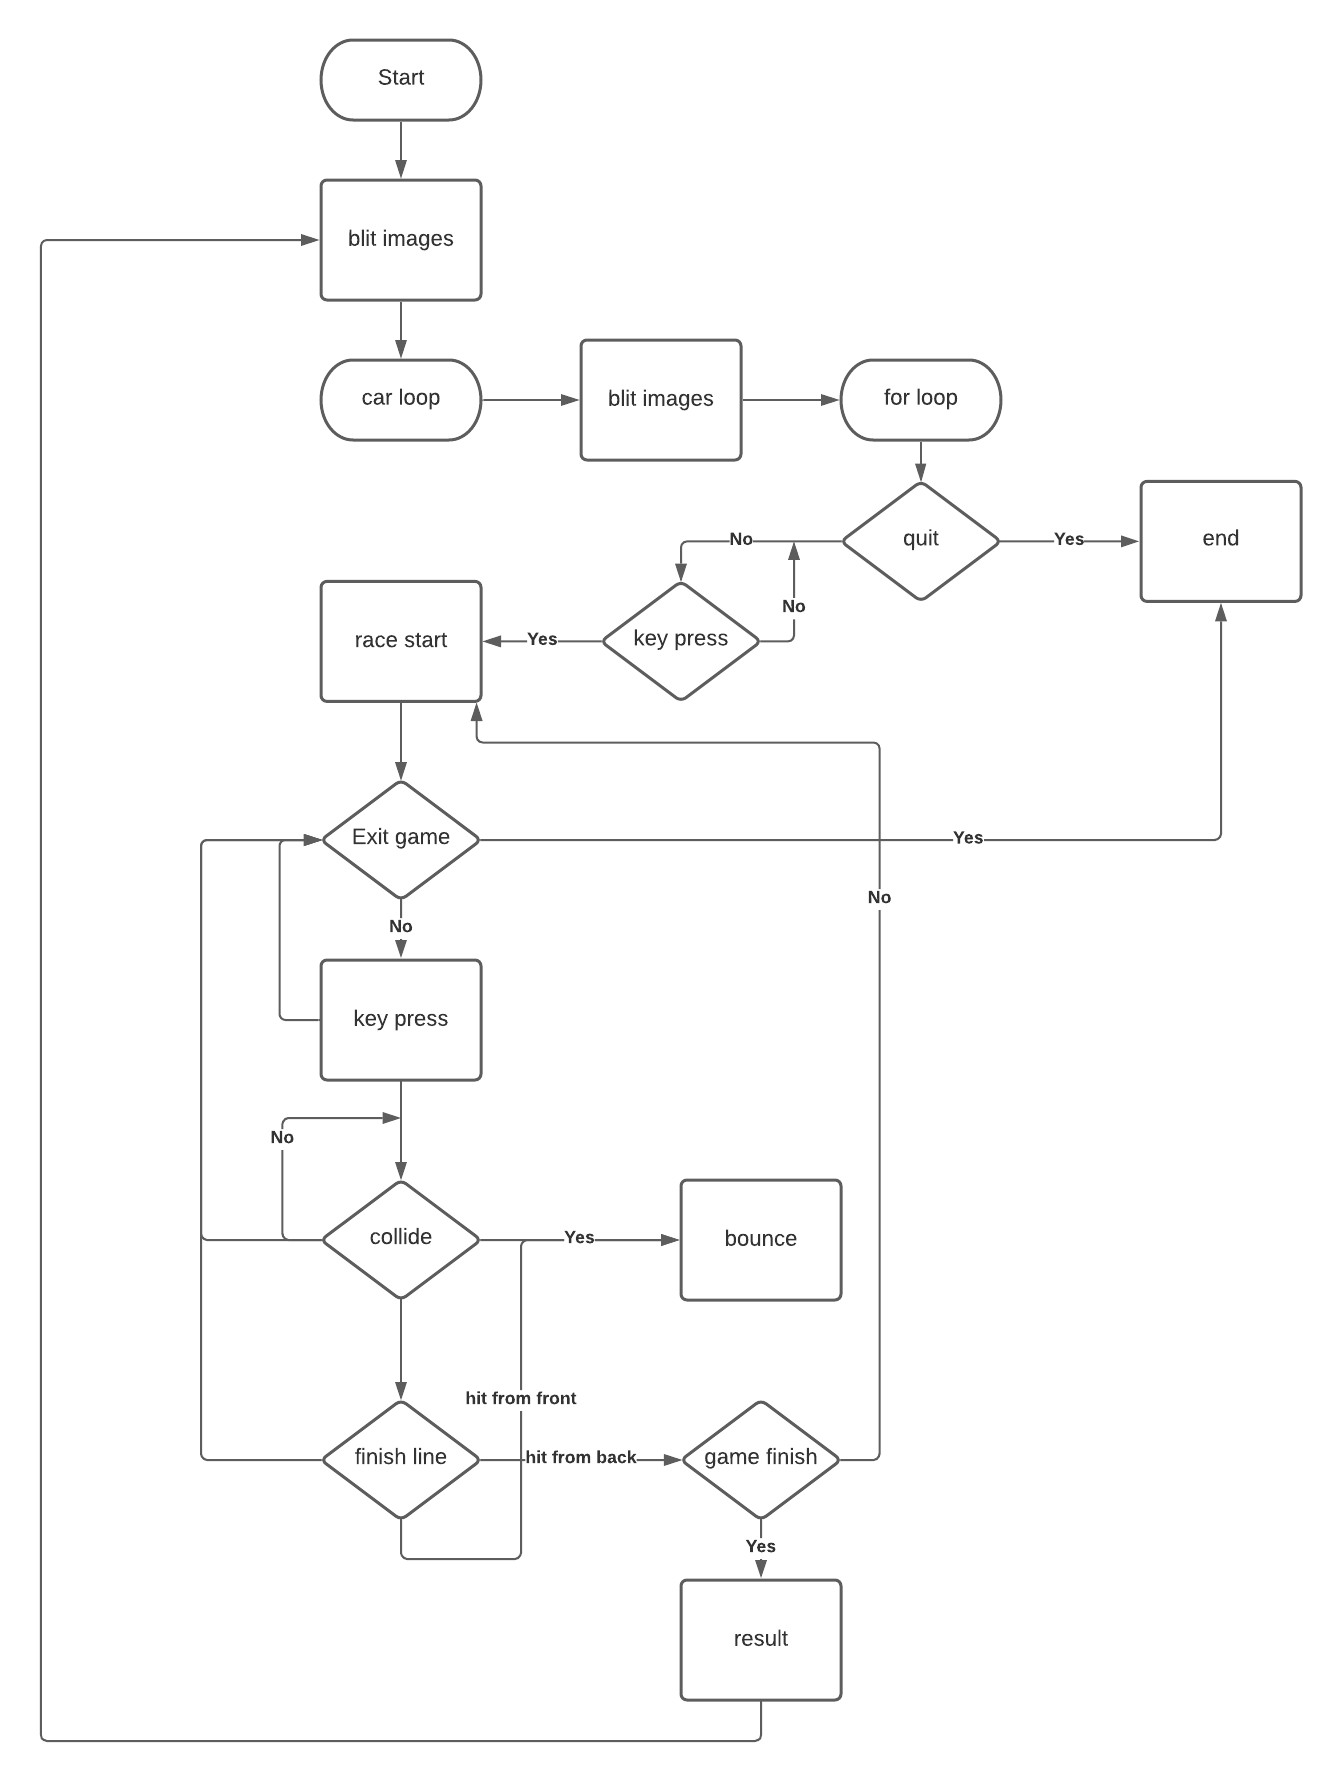 Start
blit images
car loop
blit images
for loop
quit
Yes
end
No
No
key press
Yes
race start
Exit game
Yes
No
No
key press
No
collide
Yes
bounce
hit from front
finish line
hit from back
game finish
Yes
result